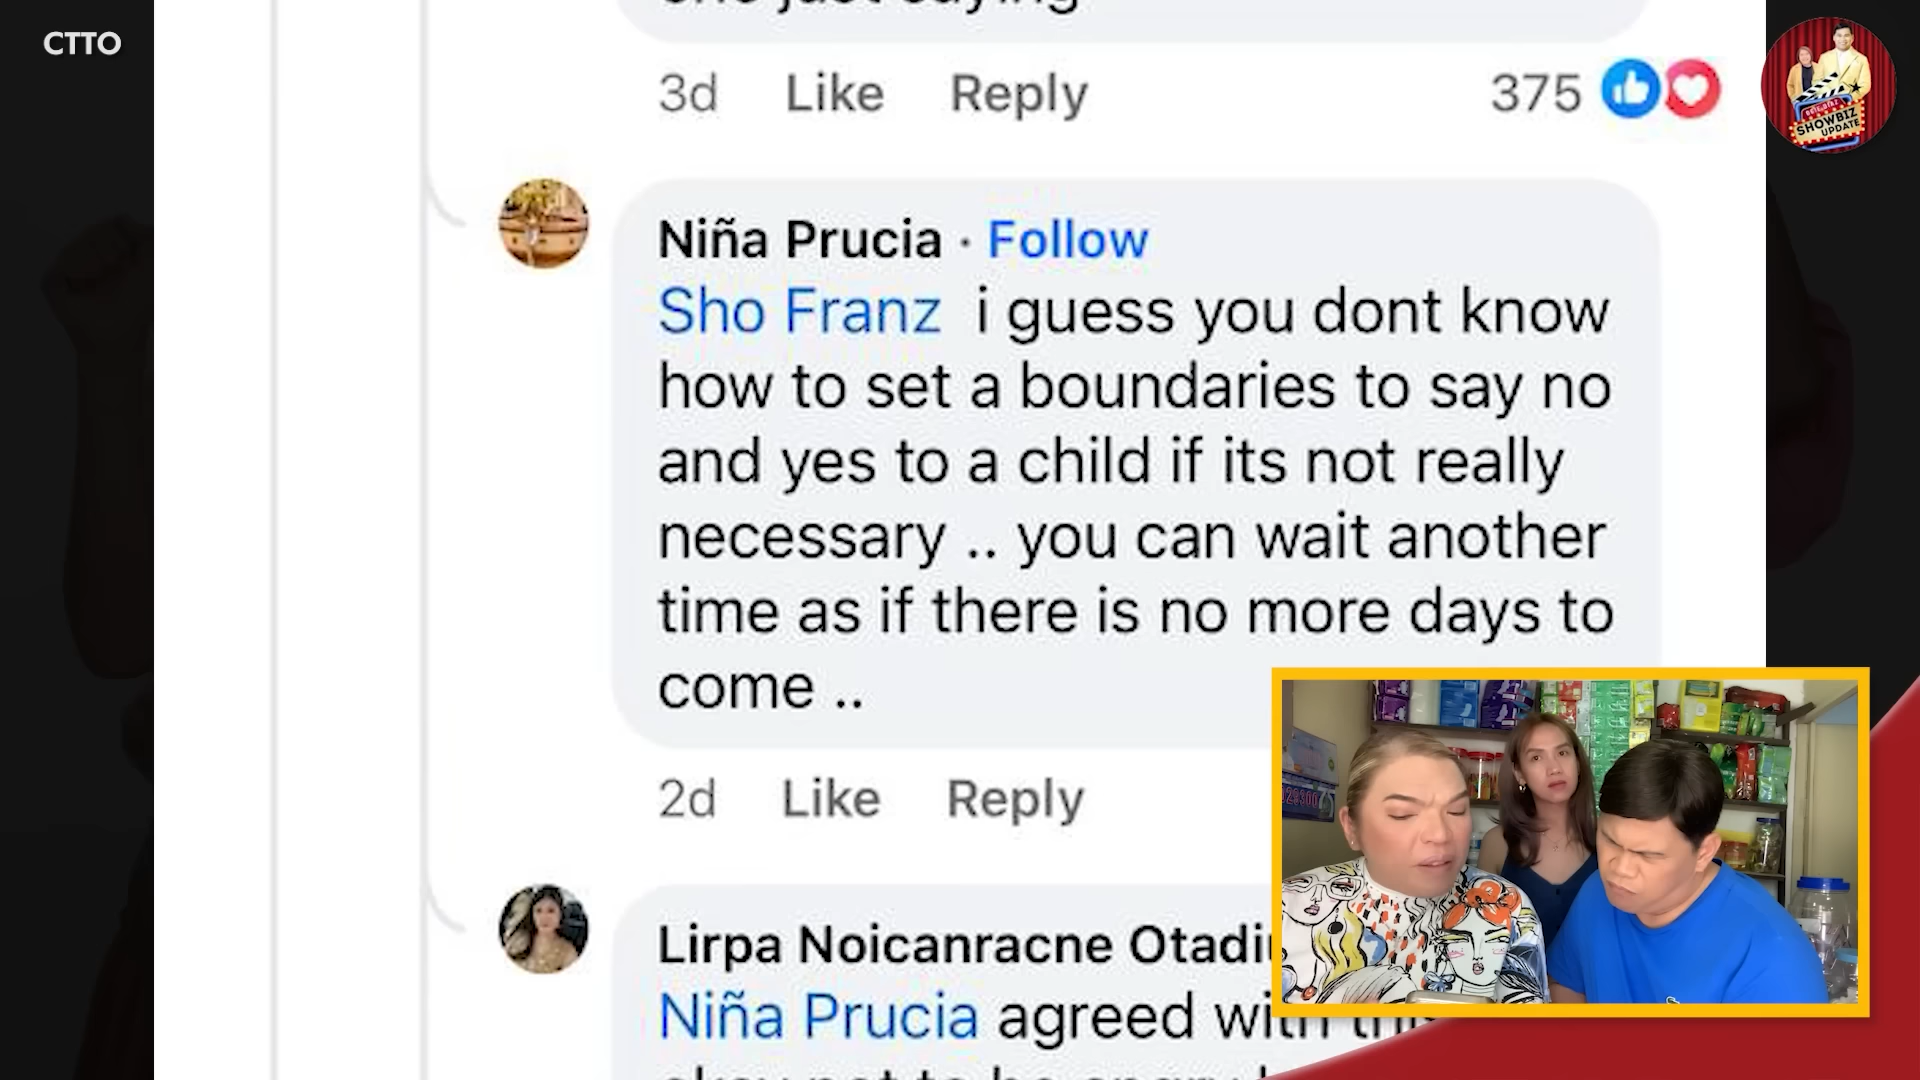 CTTO
just saying
3d Like Reply 375
SHOWBIZ
UPDATE
Niña Prucia · Follow
Sho Franz i guess you dont know
how to set a boundaries to say no
and yes to a child if its not really
necessary .. you can wait another
time as if there is no more days to
come ..
2d Like Reply
Lirpa Noicanracne
Niña Prucia agreed with